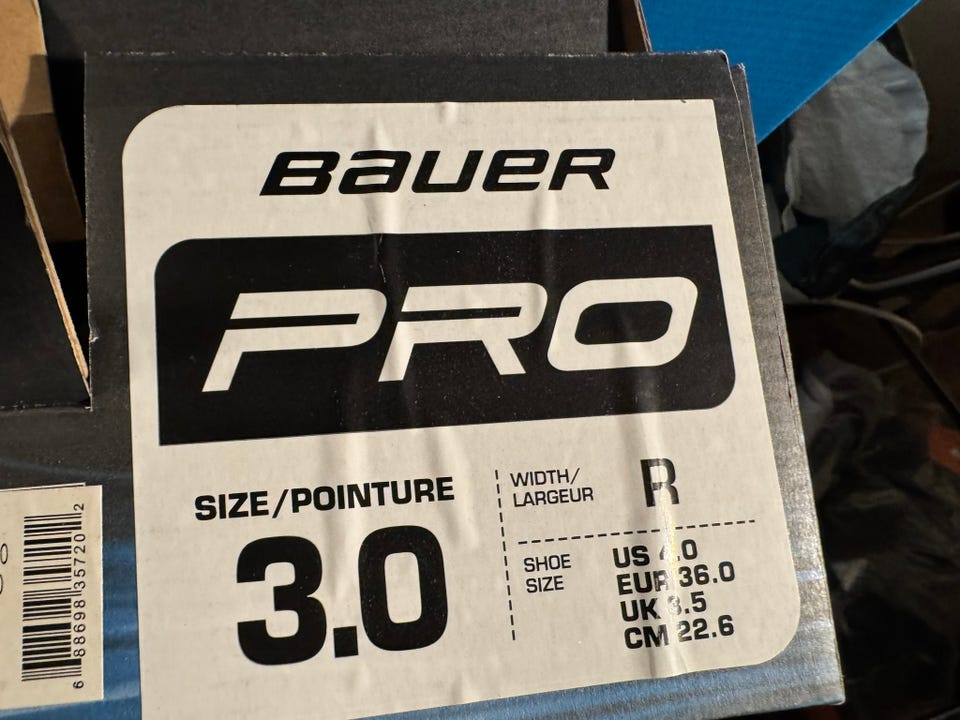 BAUER
PRO
SIZE/POINTURE
3.0
WIDTH/
LARGEUR
R
SHOE
SIZE
US 4.0
EUR 36.0
UK 3.5
CM 22.6
6 88698 35720 2